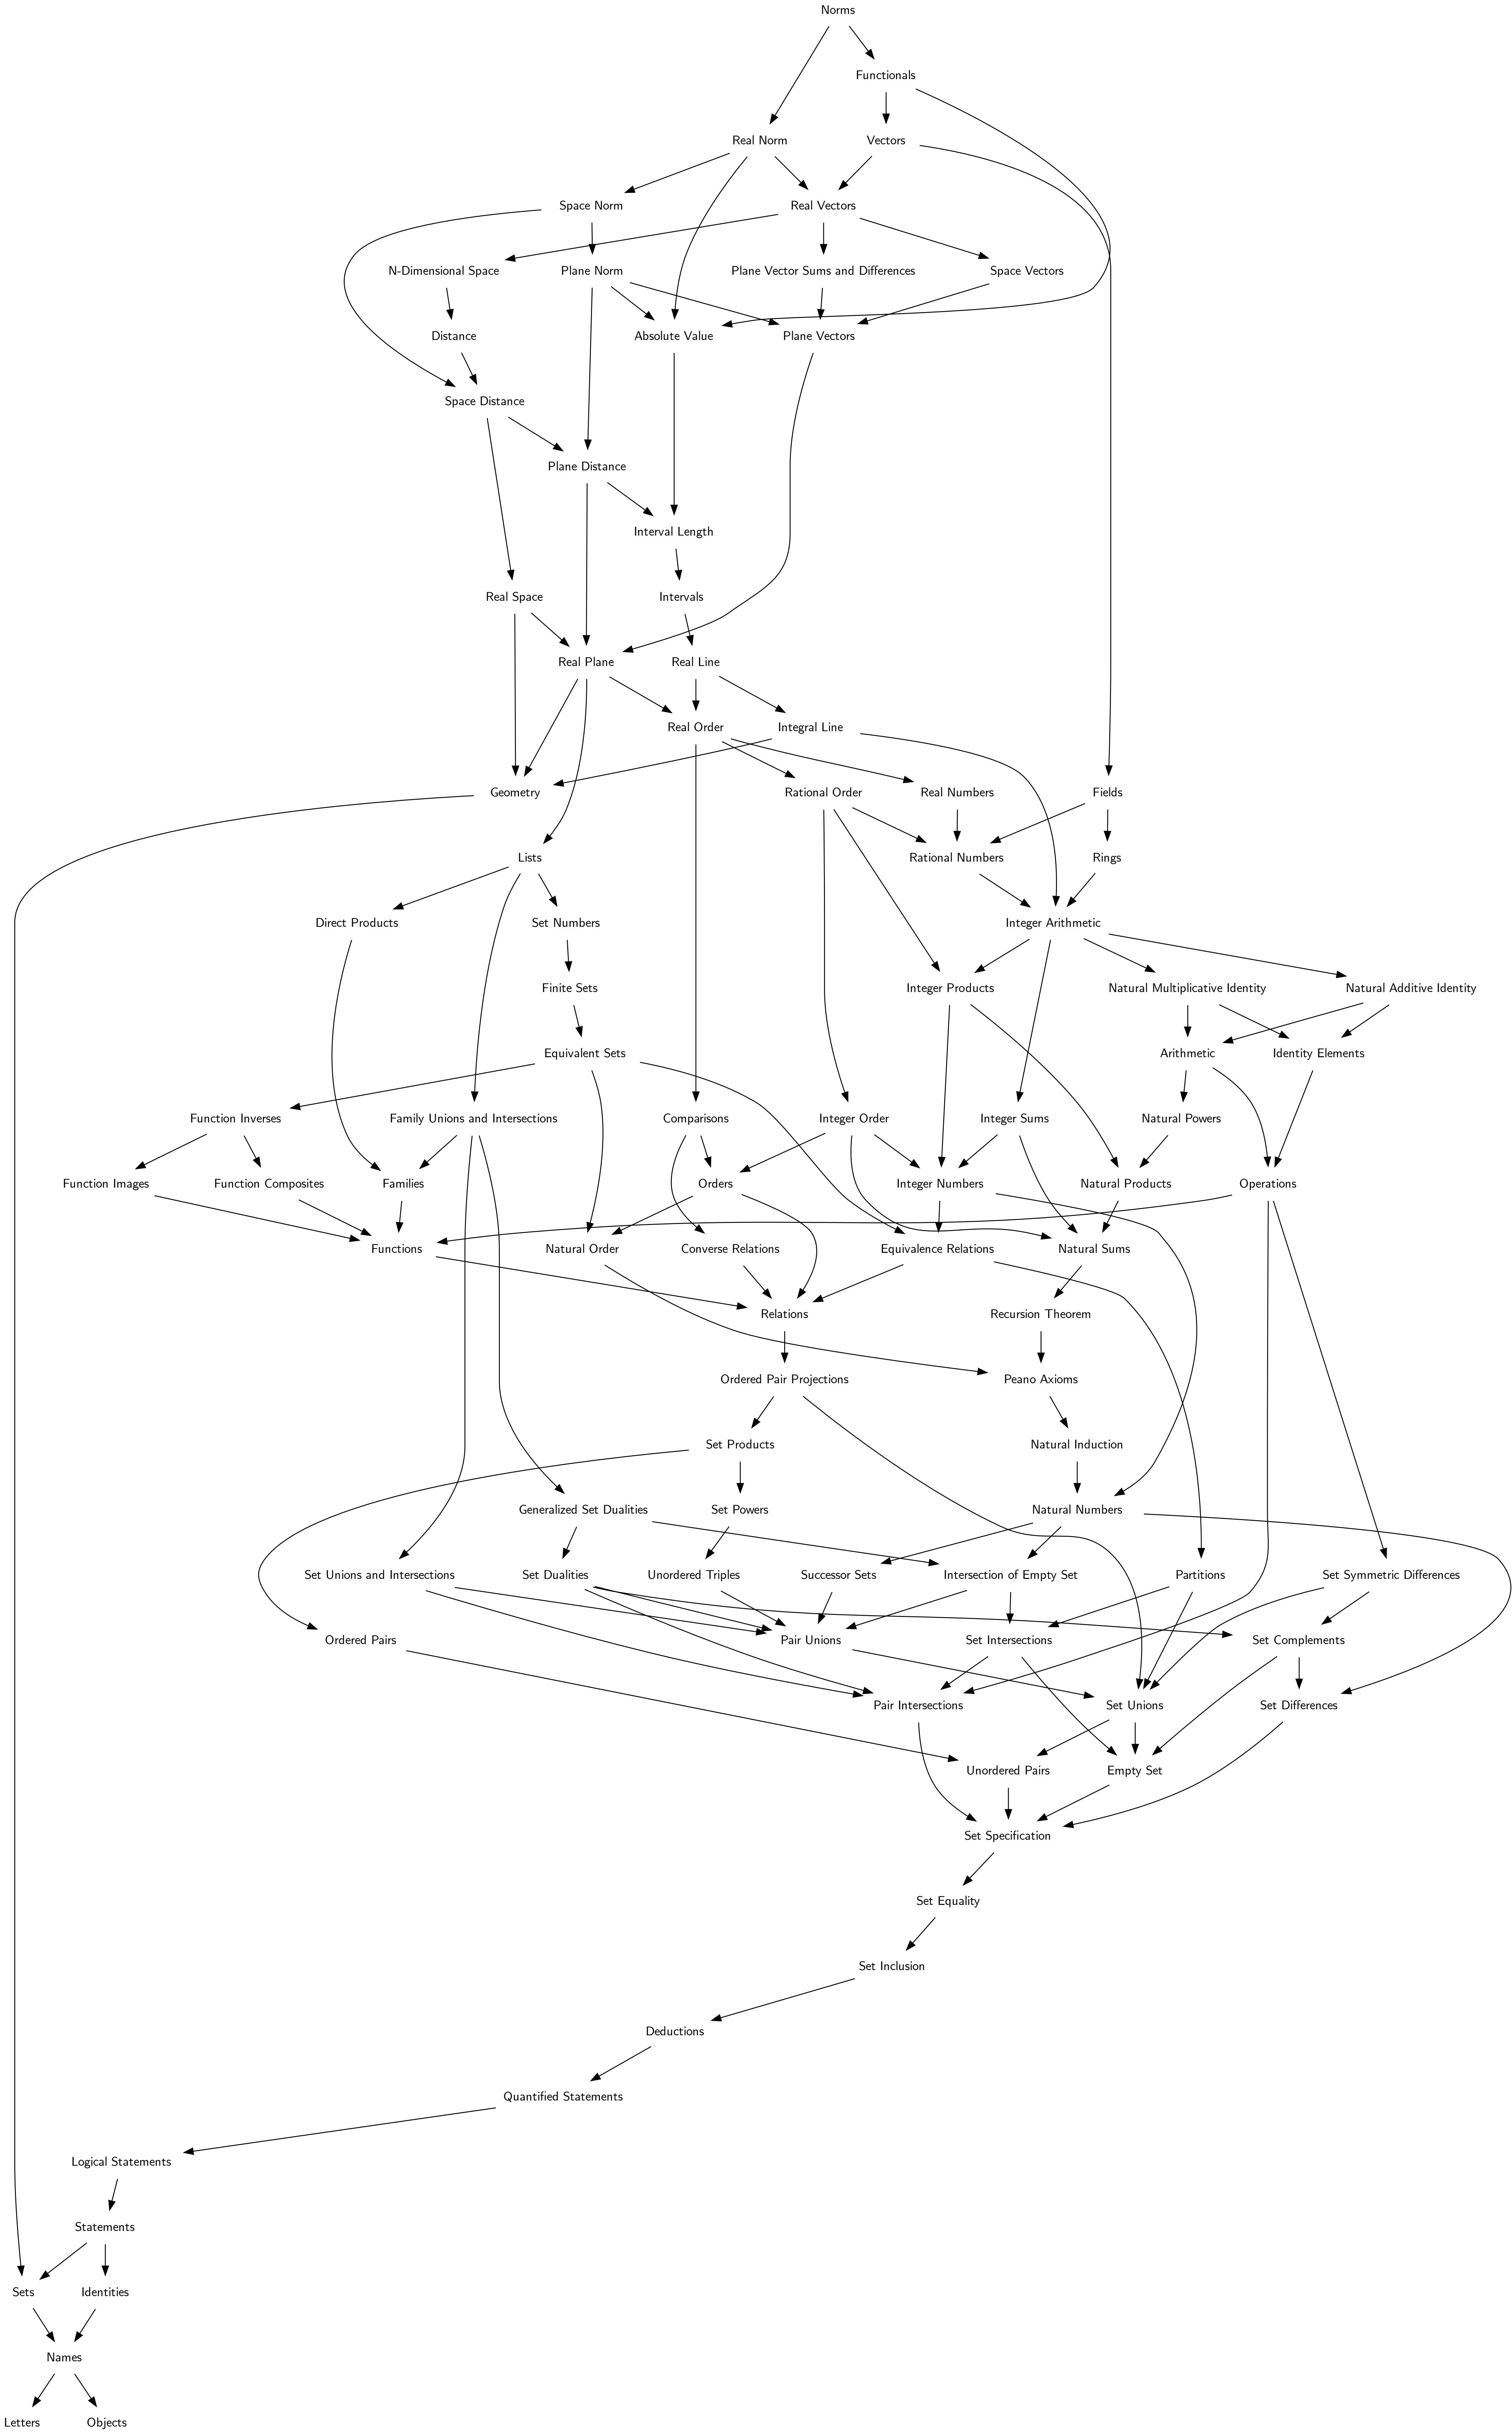 Norms
Functionals
Real Norm
Vectors
Space Norm
Real Vectors
N-Dimensional Space
Plane Norm
Plane Vector Sums and Differences
Space Vectors
Distance
Absolute Value
Plane Vectors
Space Distance
Plane Distance
Interval Length
Real Space
Intervals
Real Plane
Real Line
Real Order
Integral Line
Geometry
Rational Order
Real Numbers
Fields
Lists
Rational Numbers
Rings
Direct Products
Set Numbers
Integer Arithmetic
Finite Sets
Integer Products
Natural Multiplicative Identity
Natural Additive Identity
Equivalent Sets
Arithmetic
Identity Elements
Function Inverses
Family Unions and Intersections
Comparisons
Integer Order
Integer Sums
Natural Powers
Function Images
Function Composites
Families
Orders
Integer Numbers
Natural Products
Operations
Functions
Natural Order
Converse Relations
Equivalence Relations
Natural Sums
Relations
Recursion Theorem
Ordered Pair Projections
Peano Axioms
Set Products
Natural Induction
Generalized Set Dualities
Set Powers
Natural Numbers
Set Unions and Intersections
Set Dualities
Unordered Triples
Successor Sets
Intersection of Empty Set
Partitions
Set Symmetric Differences
Ordered Pairs
Pair Unions
Set Intersections
Set Complements
Pair Intersections
Set Unions
Set Differences
Unordered Pairs
Empty Set
Set Specification
Set Equality
Set Inclusion
Deductions
Quantified Statements
Logical Statements
Statements
Sets
Identities
Names
Letters
Objects